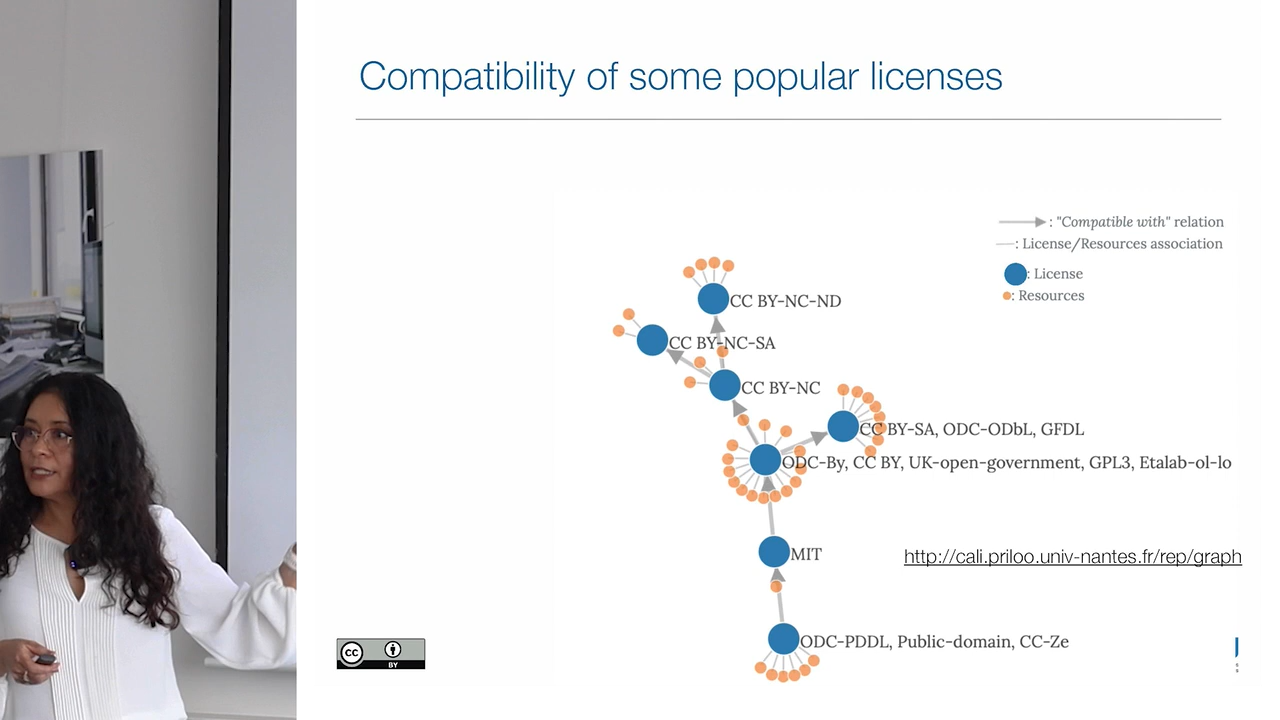 Compatibility of some popular licenses
: "Compatible with" relation
: License/Resources association
: License
: Resources
CC BY-NC-ND
CC BY-NC-SA
CC BY-NC
CC BY-SA, ODC-ODbL, GFDL
ODC-By, CC BY, UK-open-government, GPL3, Etalab-ol-lo
MIT
http://cali.priloo.univ-nantes.fr/rep/graph
ODC-PDDL, Public-domain, CC-Ze
cc
BY